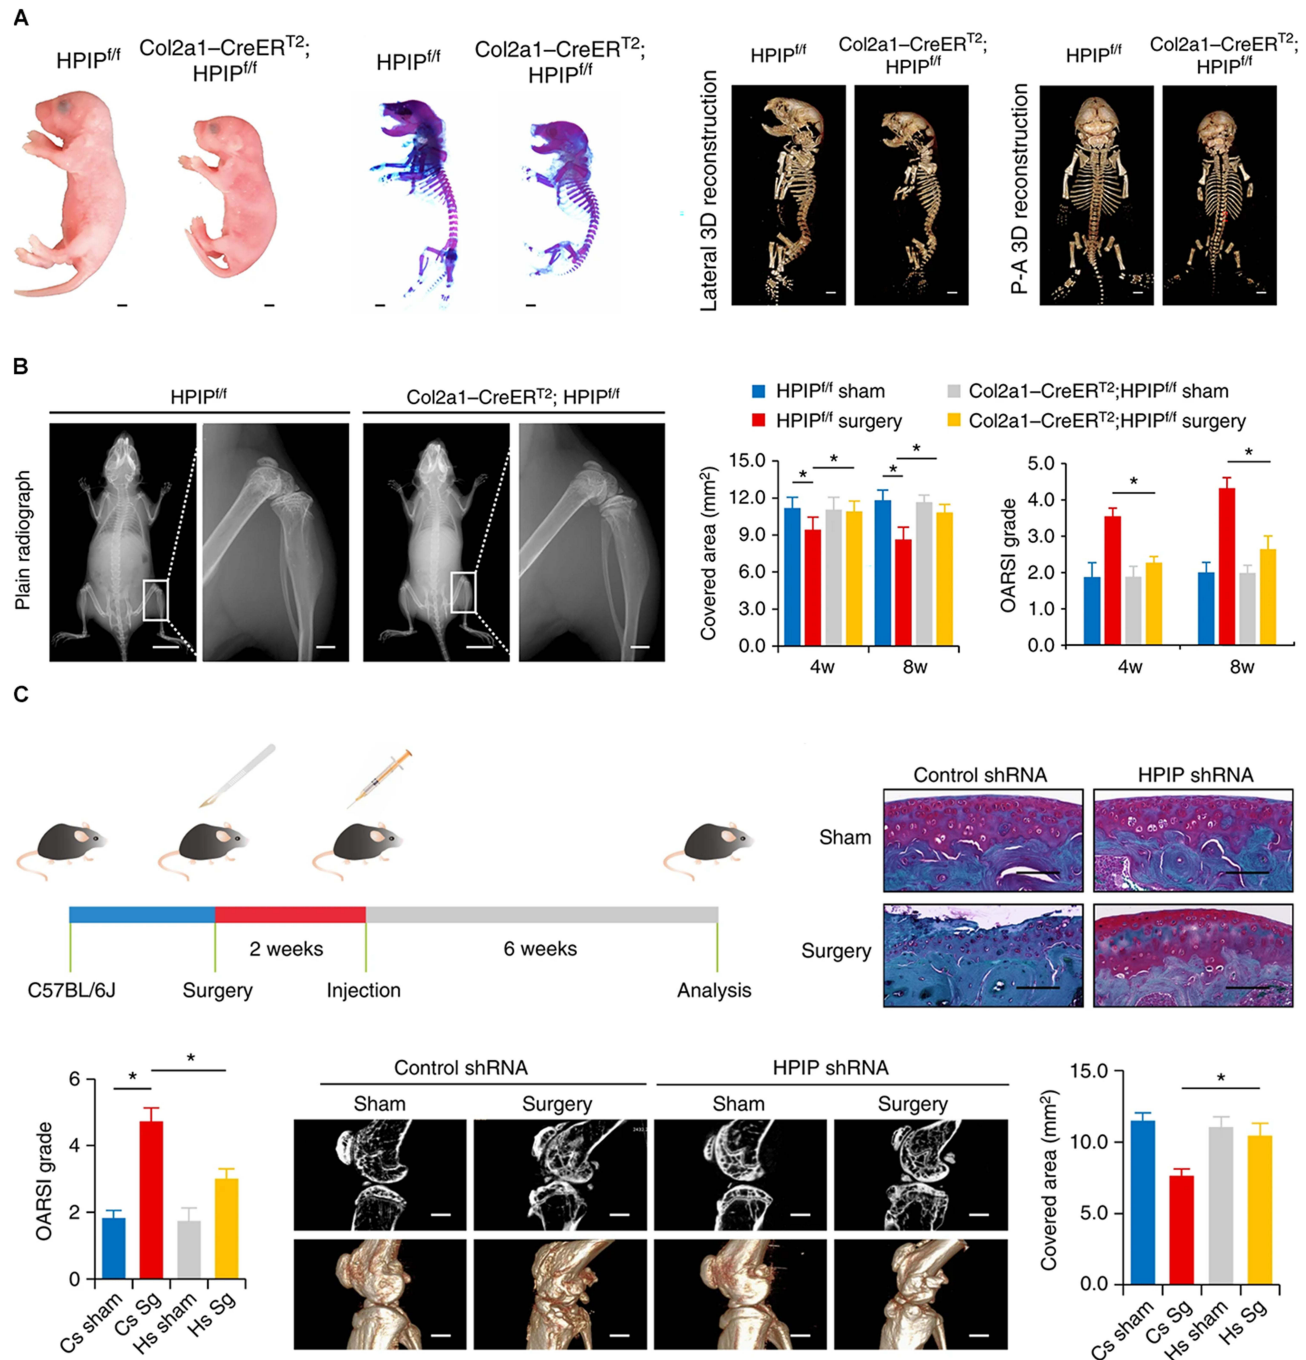 A
HPIPf/f
Col2a1–CreERT2;
HPIPf/f
HPIPf/f
Col2a1–CreERT2;
HPIPf/f
Lateral 3D reconstruction
HPIPf/f
Col2a1–CreERT2;
HPIPf/f
P-A 3D reconstruction
HPIPf/f
Col2a1–CreERT2;
HPIPf/f
B
HPIPf/f
Col2a1–CreERT2; HPIPf/f
Plain radiograph
HPIPf/f sham
Col2a1–CreERT2;HPIPf/f sham
HPIPf/f surgery
Col2a1–CreERT2;HPIPf/f surgery
Covered area (mm2)
15.0
12.0
9.0
6.0
3.0
0.0
* * * *
4w
8w
OARSI grade
5.0
4.0
3.0
2.0
1.0
0.0
* *
4w
8w
C
2 weeks
6 weeks
C57BL/6J
Surgery
Injection
Analysis
Control shRNA
HPIP shRNA
Sham
Surgery
OARSI grade
6
4
2
0
* *
Cs sham
Cs Sg
Hs sham
Hs Sg
Control shRNA
HPIP shRNA
Sham
Surgery
Sham
Surgery
Covered area (mm2)
15.0
10.0
5.0
0.0
*
Cs sham
Cs Sg
Hs sham
Hs Sg